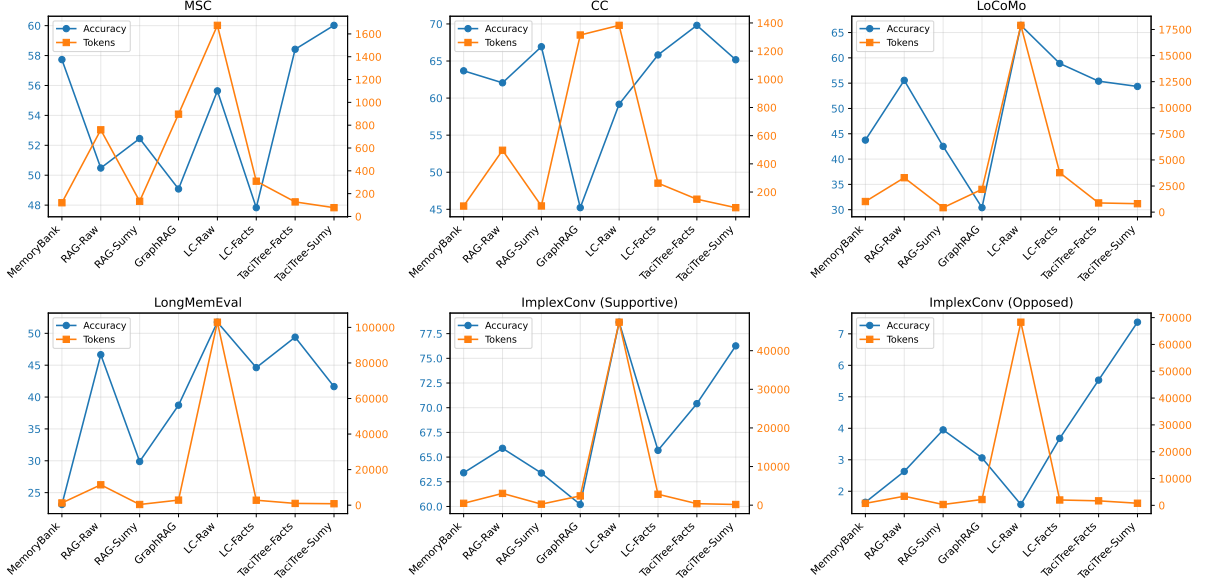 MSC
Accuracy
Tokens
60
58
56
54
52
50
48
1600
1400
1200
1000
800
600
400
200
0
MemoryBank
RAG-Raw
RAG-Sumy
GraphRAG
LC-Raw
LC-Facts
TaciTree-Facts
TaciTree-Sumy
CC
Accuracy
Tokens
70
65
60
55
50
45
1400
1200
1000
800
600
400
200
MemoryBank
RAG-Raw
RAG-Sumy
GraphRAG
LC-Raw
LC-Facts
TaciTree-Facts
TaciTree-Sumy
LoCoMo
Accuracy
Tokens
65
60
55
50
45
40
35
30
17500
15000
12500
10000
7500
5000
2500
0
MemoryBank
RAG-Raw
RAG-Sumy
GraphRAG
LC-Raw
LC-Facts
TaciTree-Facts
TaciTree-Sumy
LongMemEval
Accuracy
Tokens
50
45
40
35
30
25
100000
80000
60000
40000
20000
0
MemoryBank
RAG-Raw
RAG-Sumy
GraphRAG
LC-Raw
LC-Facts
TaciTree-Facts
TaciTree-Sumy
ImplexConv (Supportive)
Accuracy
Tokens
77.5
75.0
72.5
70.0
67.5
65.0
62.5
60.0
40000
30000
20000
10000
0
MemoryBank
RAG-Raw
RAG-Sumy
GraphRAG
LC-Raw
LC-Facts
TaciTree-Facts
TaciTree-Sumy
ImplexConv (Opposed)
Accuracy
Tokens
7
6
5
4
3
2
70000
60000
50000
40000
30000
20000
10000
0
MemoryBank
RAG-Raw
RAG-Sumy
GraphRAG
LC-Raw
LC-Facts
TaciTree-Facts
TaciTree-Sumy